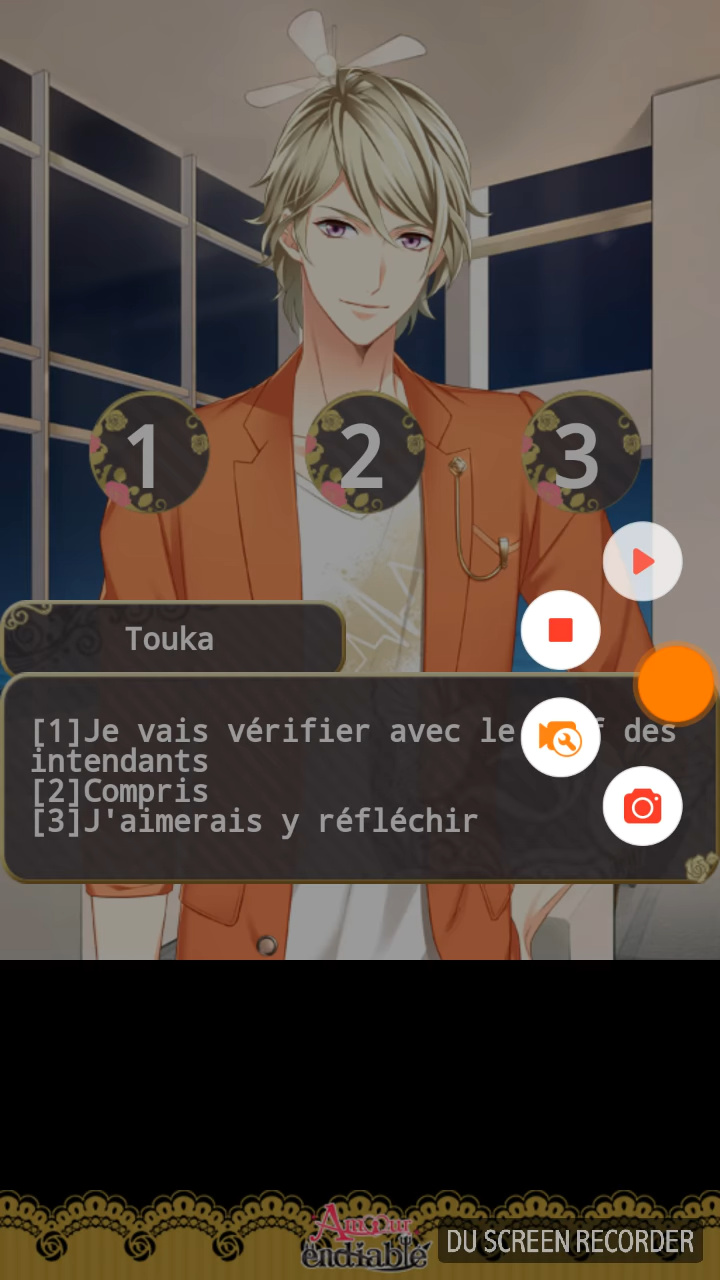 1 2 3
Touka
[1]Je vais vérifier avec le f des
intendants
[2]Compris
[3]J'aimerais y réfléchir
Amour
endiablé
DU SCREEN RECORDER